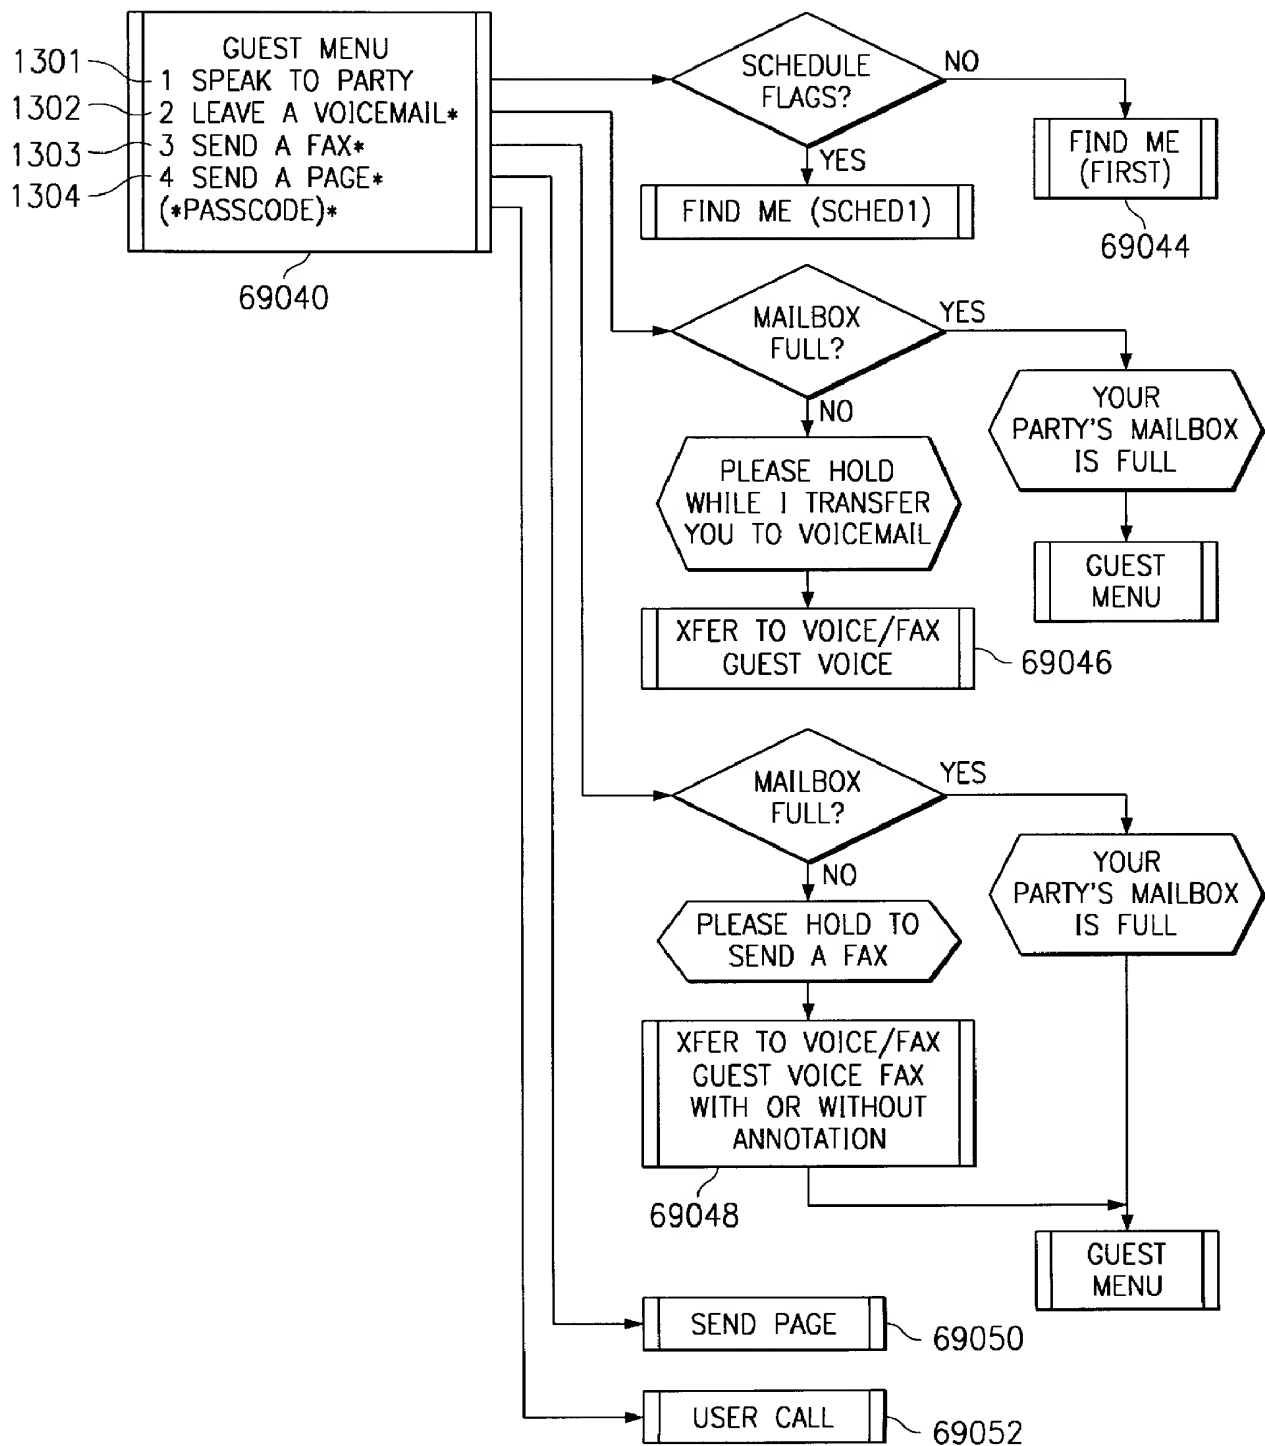 GUEST MENU
1301
1 SPEAK TO PARTY
1302
2 LEAVE A VOICEMAIL*
1303
3 SEND A FAX*
1304
4 SEND A PAGE*
(*PASSCODE)*
69040
SCHEDULE
FLAGS?
NO
YES
FIND ME
(FIRST)
69044
FIND ME (SCHED1)
MAILBOX
FULL?
YES
NO
YOUR
PARTY'S MAILBOX
IS FULL
GUEST
MENU
PLEASE HOLD
WHILE I TRANSFER
YOU TO VOICEMAIL
XFER TO VOICE/FAX
GUEST VOICE
69046
MAILBOX
FULL?
YES
NO
YOUR
PARTY'S MAILBOX
IS FULL
PLEASE HOLD TO
SEND A FAX
XFER TO VOICE/FAX
GUEST VOICE FAX
WITH OR WITHOUT
ANNOTATION
69048
GUEST
MENU
SEND PAGE
69050
USER CALL
69052